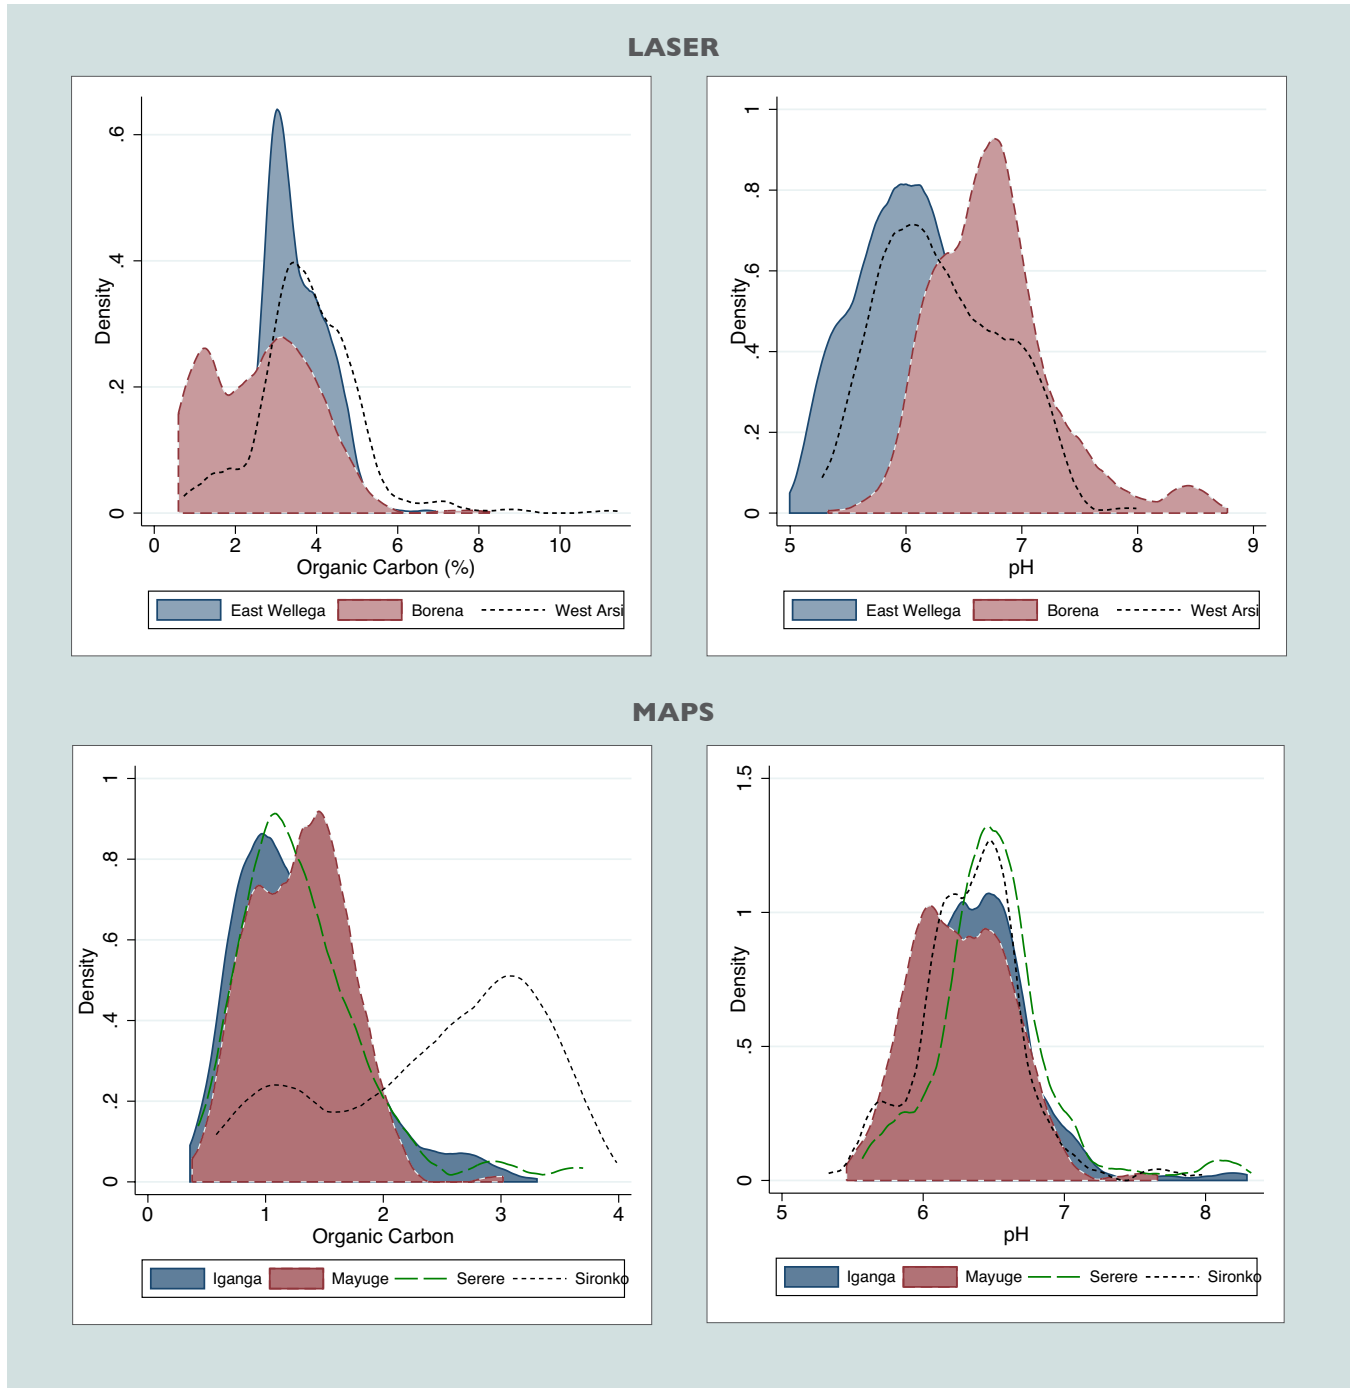 LASER
Density
.6
.4
.2
0
0 2 4 6 8 10
Organic Carbon (%)
East Wellega Borena West Arsi
Density
1
.8
.6
.4
.2
0
5 6 7 8 9
pH
East Wellega Borena West Arsi
MAPS
Density
1
.8
.6
.4
.2
0
0 1 2 3 4
Organic Carbon
Iganga Mayuge Serere Sironko
Density
1.5
1
.5
0
5 6 7 8
pH
Iganga Mayuge Serere Sironko